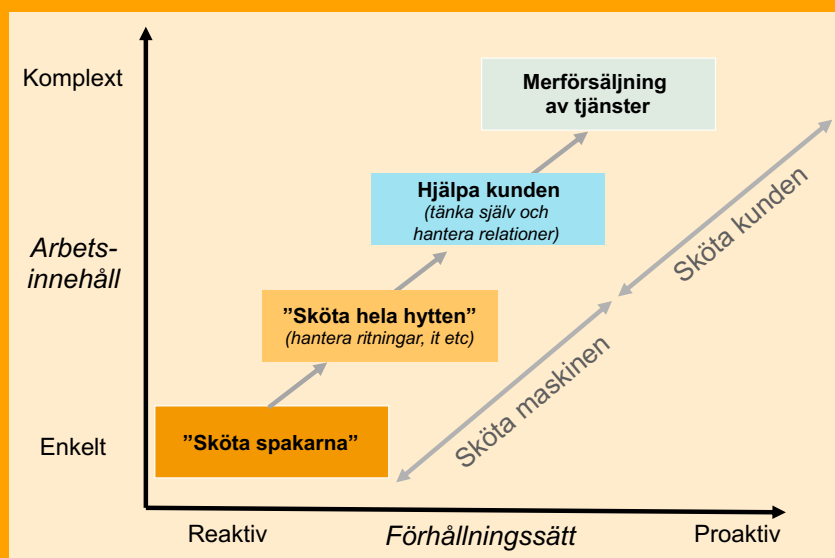 Komplext
Merförsäljning
av tjänster
Hjälpa kunden
(tänka själv och
hantera relationer)
Sköta kunden
Arbets-
innehåll
”Sköta hela hytten”
(hantera ritningar, it etc)
Sköta maskinen
Enkelt
”Sköta spakarna”
Reaktiv
Förhållningssätt
Proaktiv